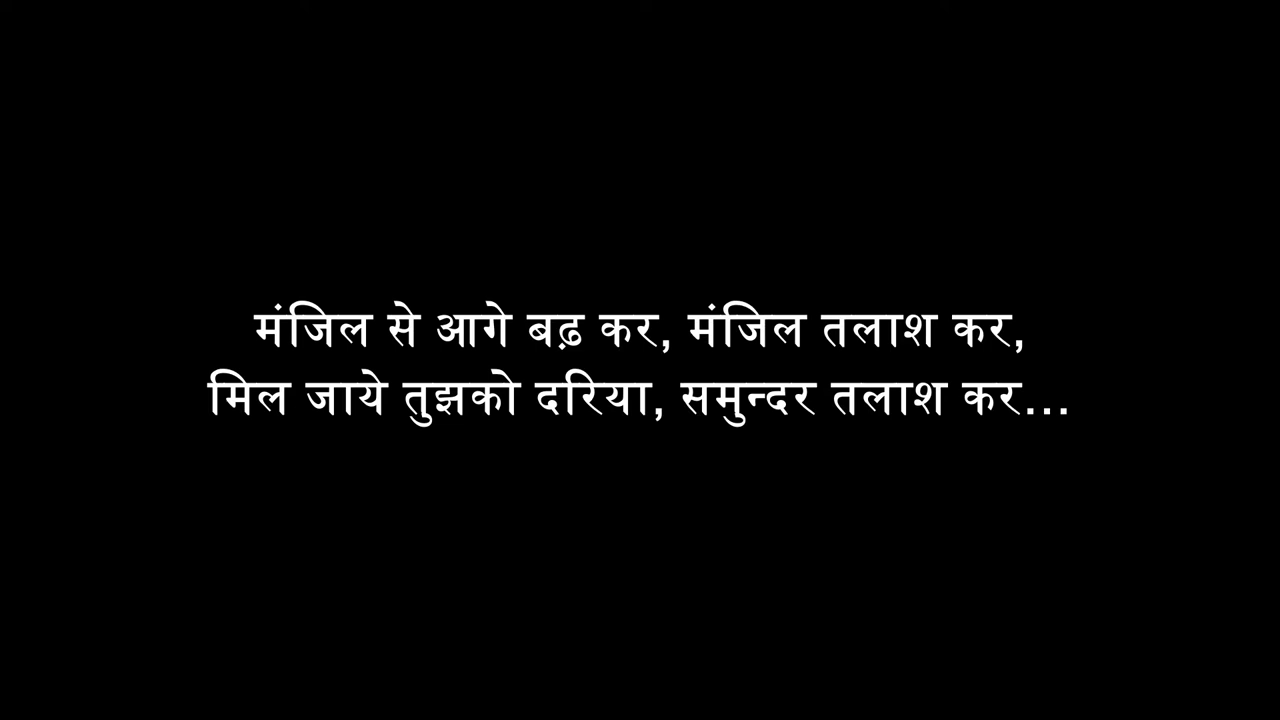 मंजिल से आगे बढ़ कर, मंजिल तलाश कर,
मिल जाये तुझको दरिया, समुन्दर तलाश कर...